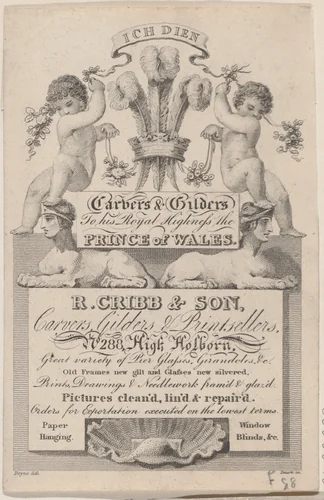 ICH DIEN
Carvers & Gilders
To his Royal Highness the
PRINCE of WALES.
R. CRIBB & SON,
Carvers, Gilders & Printsellers,
No. 288, High Holborn,
Great variety of Pier Glasses, Girandoles, &c.
Old Frames new gilt and Glasses new silvered,
Prints, Drawings & Needlework fram'd & glaz'd.
Pictures clean'd, lin'd & repair'd.
Orders for Exportation executed on the lowest terms.
Paper
Hanging.
Window
Blinds, &c.
del.